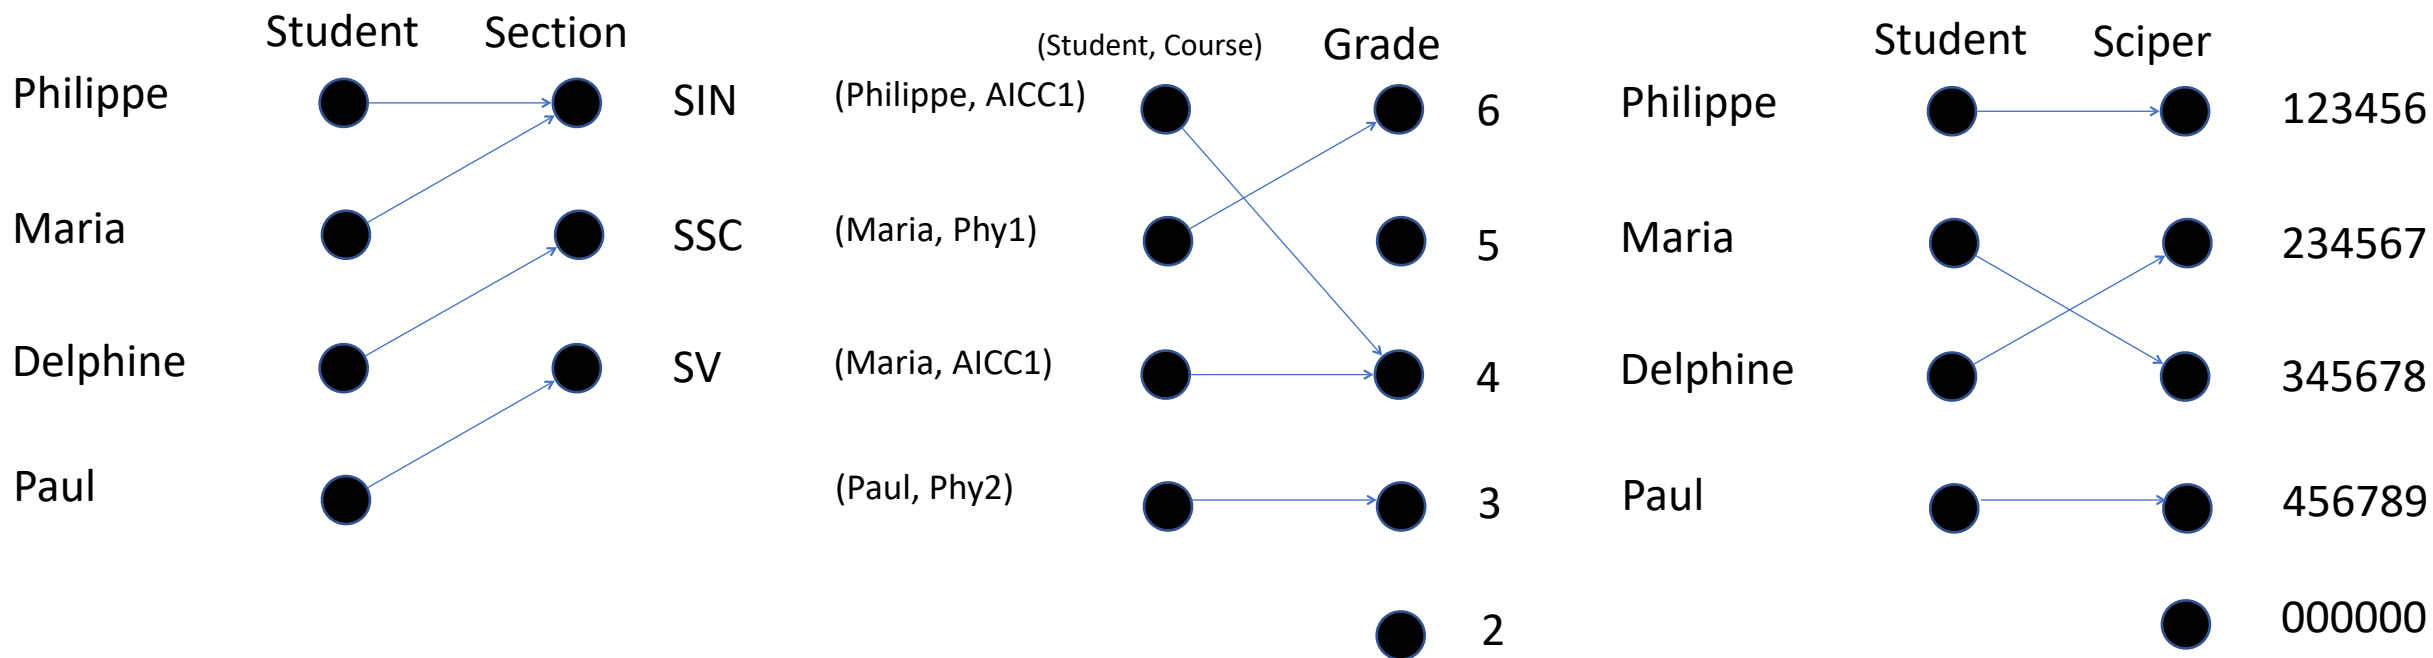 Student Section
Philippe SIN
Maria SSC
Delphine SV
Paul
(Student, Course) Grade
(Philippe, AICC1) 6
(Maria, Phy1) 5
(Maria, AICC1) 4
(Paul, Phy2) 3
2
Student Sciper
Philippe 123456
Maria 234567
Delphine 345678
Paul 456789
000000